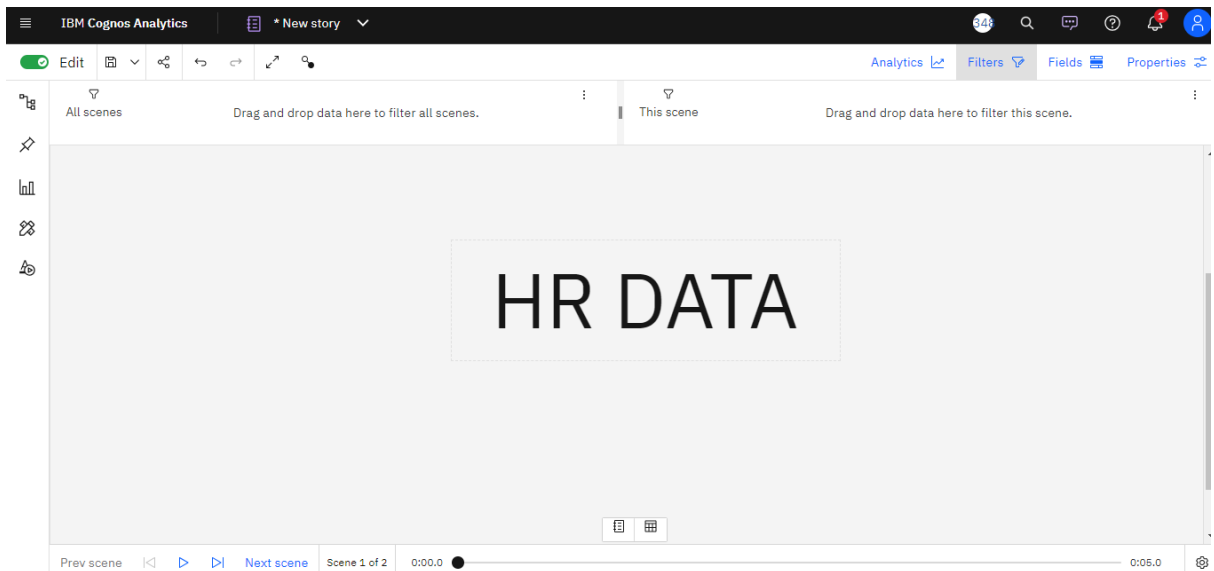 IBM Cognos Analytics
* New story
348
1
Edit
Analytics
Filters
Fields
Properties
All scenes
Drag and drop data here to filter all scenes.
This scene
Drag and drop data here to filter this scene.
HR DATA
Prev scene
Next scene
Scene 1 of 2
0:00.0
0:05.0